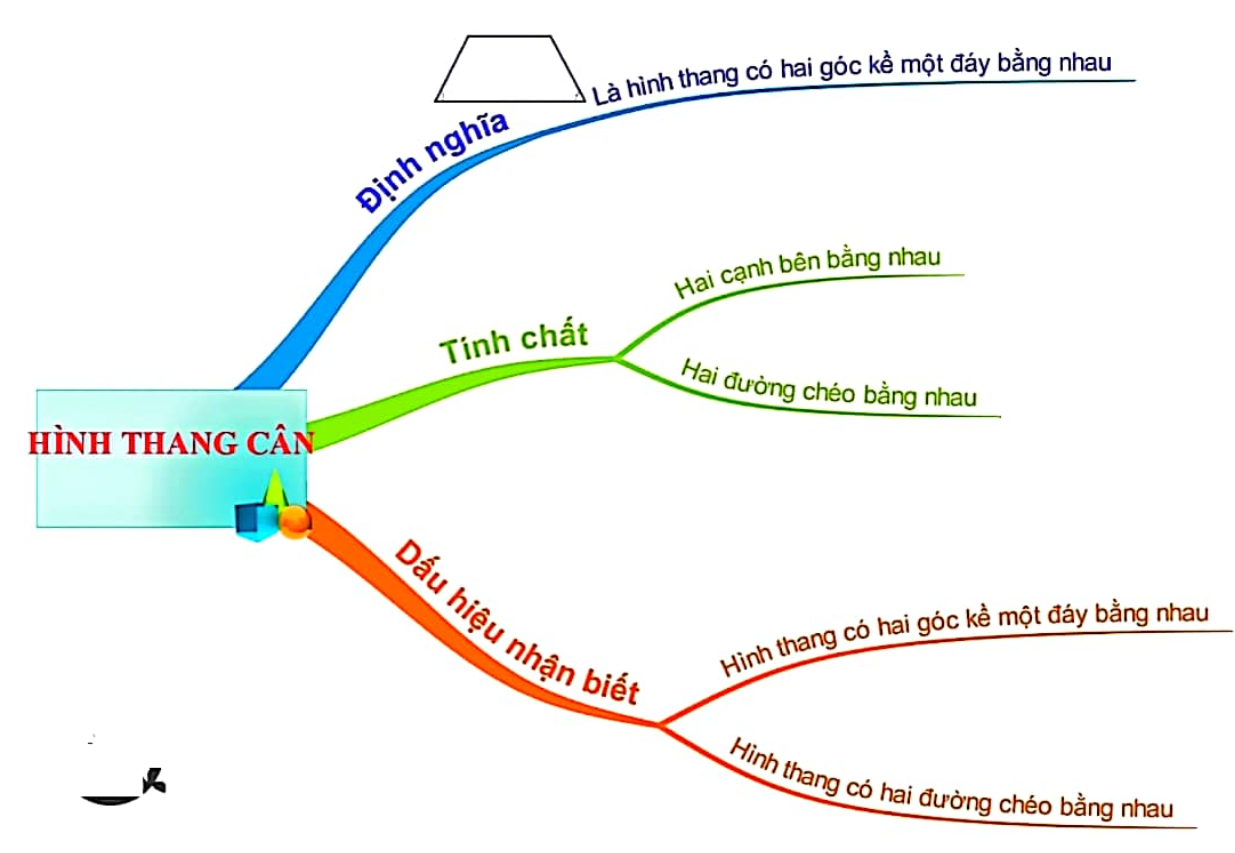 Là hình thang có hai góc kề một đáy bằng nhau
Định nghĩa
Hai cạnh bên bằng nhau
Tính chất
Hai đường chéo bằng nhau
HÌNH THANG CÂN
Dấu hiệu nhận biết
Hình thang có hai góc kề một đáy bằng nhau
Hình thang có hai đường chéo bằng nhau